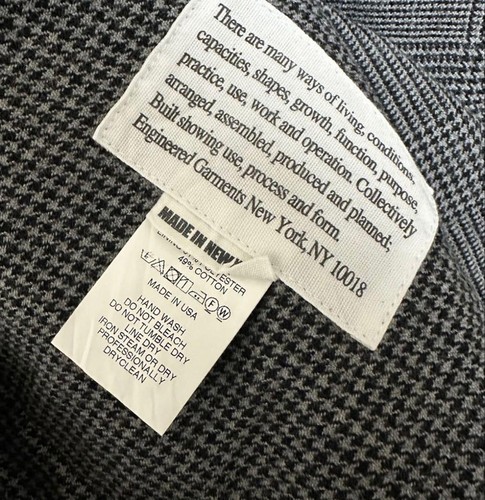 There are many ways of living, conditions,
capacities, shapes, growth, function, purpose,
practice, use, work and operation. Collectively
arranged, assembled, produced and planned;
Built showing use, process and form.
Engineered Garments New York, NY 10018
MADE IN NEW
49% COTTON
F W
MADE IN USA
HAND WASH
DO NOT BLEACH
LINE DRY
DO NOT TUMBLE DRY
IRON STEAM OR DRY
PROFESSIONALLY
DRYCLEAN